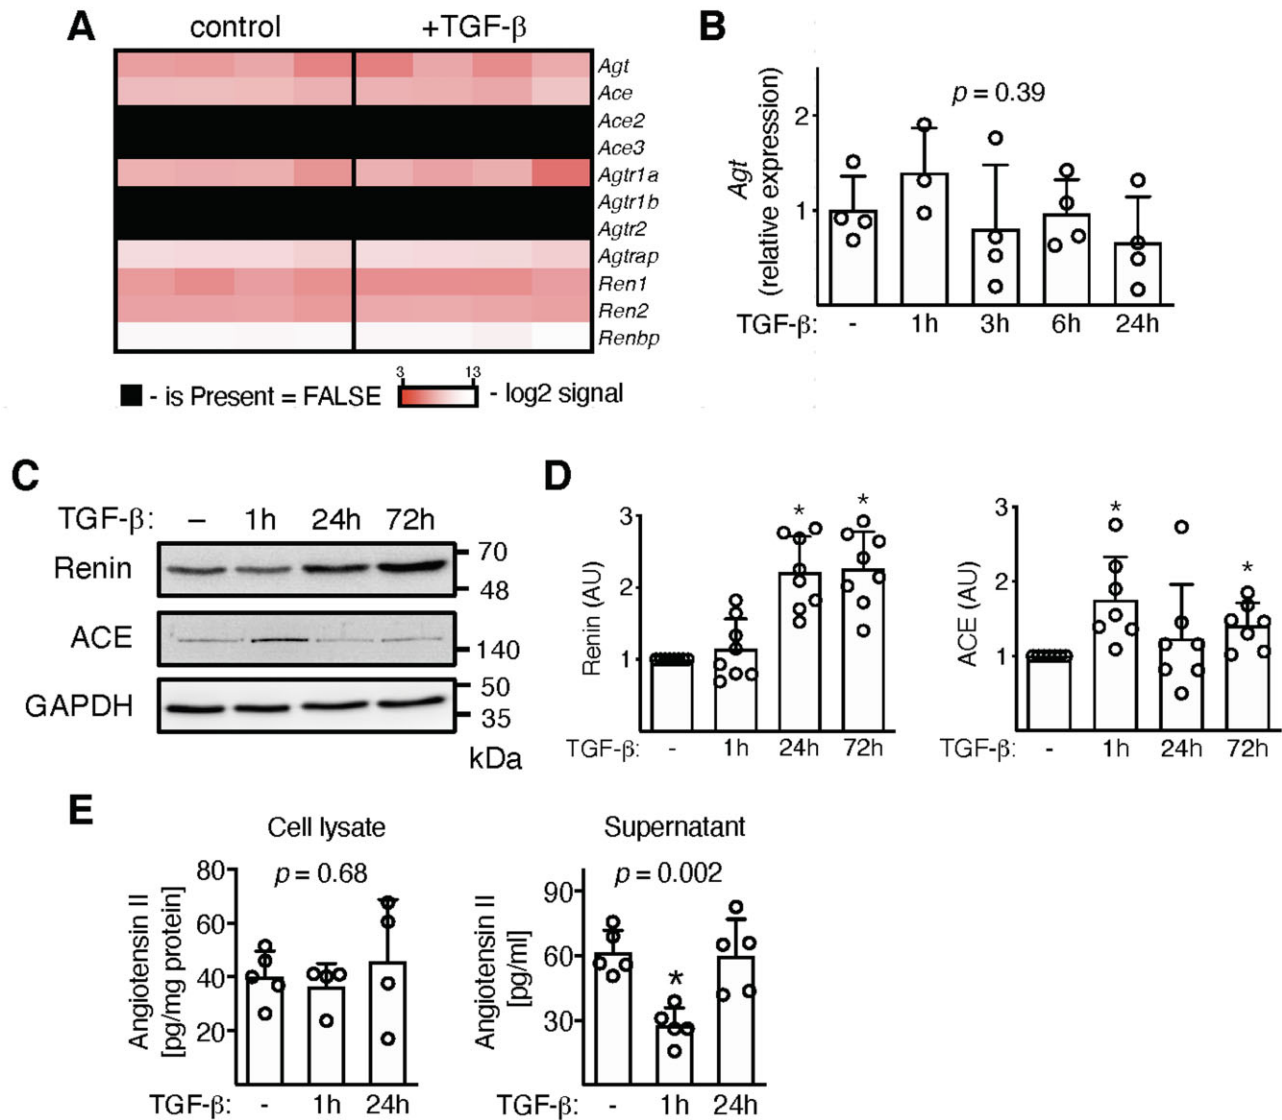 A
control +TGF-β
Agt
Ace
Ace2
Ace3
Agtr1a
Agtr1b
Agtr2
Agtrap
Ren1
Ren2
Renbp
3 13
- is Present = FALSE - log2 signal
B
Agt
(relative expression)
p = 0.39
2
1
TGF-β: - 1h 3h 6h 24h
C
TGF-β: – 1h 24h 72h
Renin
70
48
ACE
140
GAPDH
50
35
kDa
D
Renin (AU)
3
2
1
* *
TGF-β: - 1h 24h 72h
ACE (AU)
3
2
1
* *
TGF-β: - 1h 24h 72h
E
Cell lysate
p = 0.68
Angiotensin II
[pg/mg protein]
80
60
40
20
TGF-β: - 1h 24h
Supernatant
p = 0.002
Angiotensin II
[pg/ml]
90
60
30
*
TGF-β: - 1h 24h